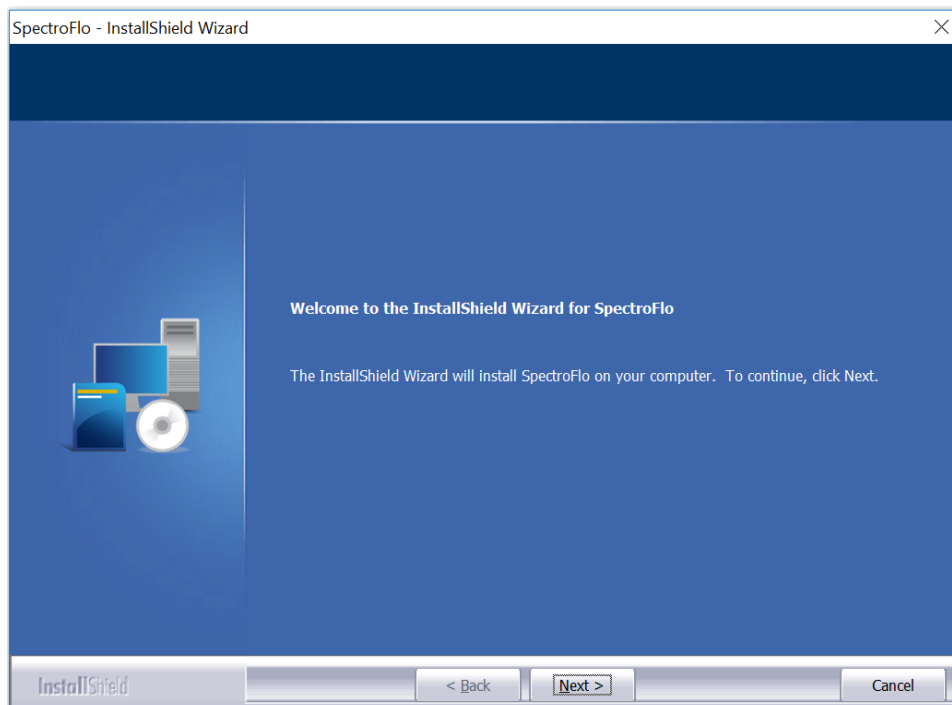 SpectroFlo - InstallShield Wizard
Welcome to the InstallShield Wizard for SpectroFlo
The InstallShield Wizard will install SpectroFlo on your computer.  To continue, click Next.
InstallShield
< Back
Next >
Cancel